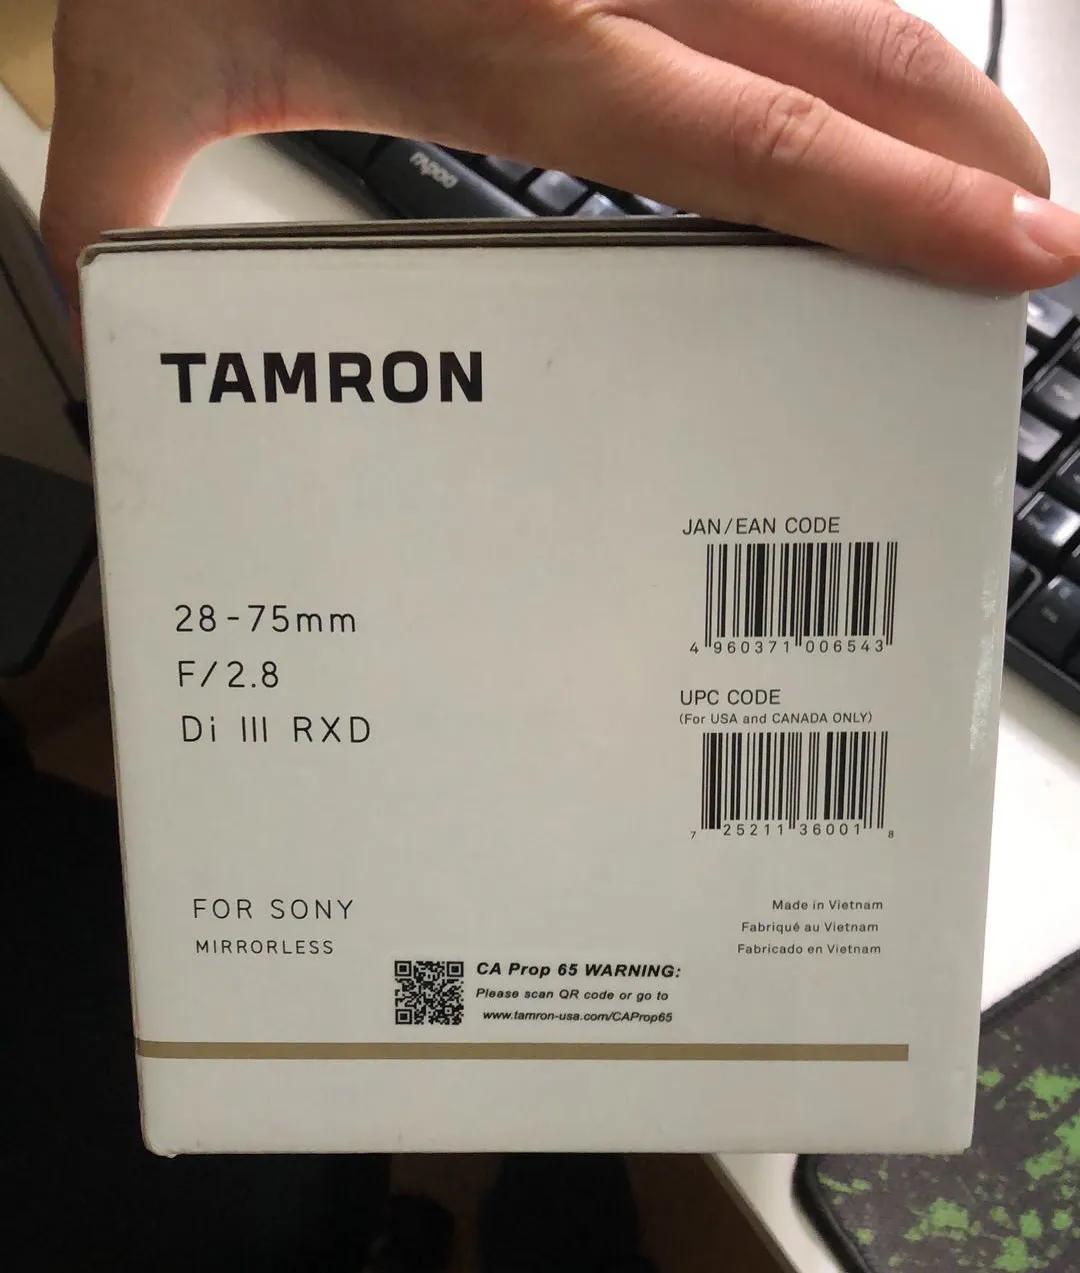 rapoo
TAMRON
JAN/EAN CODE
4 960371 006543
28-75mm
F/2.8
Di III RXD
UPC CODE
(For USA and CANADA ONLY)
7 25211 36001 8
FOR SONY
MIRRORLESS
Made in Vietnam
Fabriqué au Vietnam
Fabricado en Vietnam
CA Prop 65 WARNING:
Please scan QR code or go to
www.tamron-usa.com/CAProp65